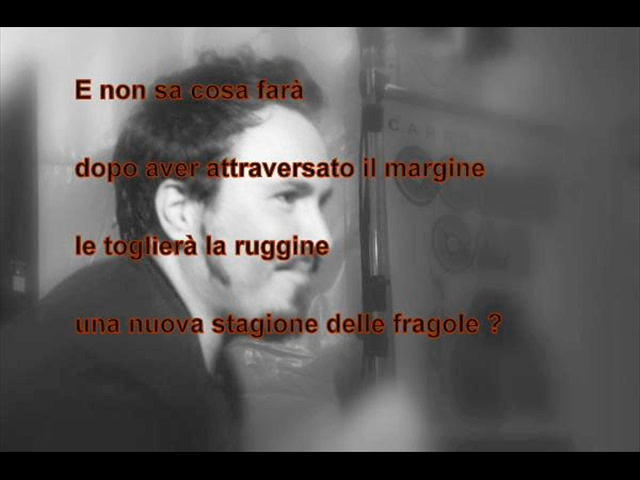 E non sa cosa farà
dopo aver attraversato il margine
le toglierà la ruggine
una nuova stagione delle fragole ?